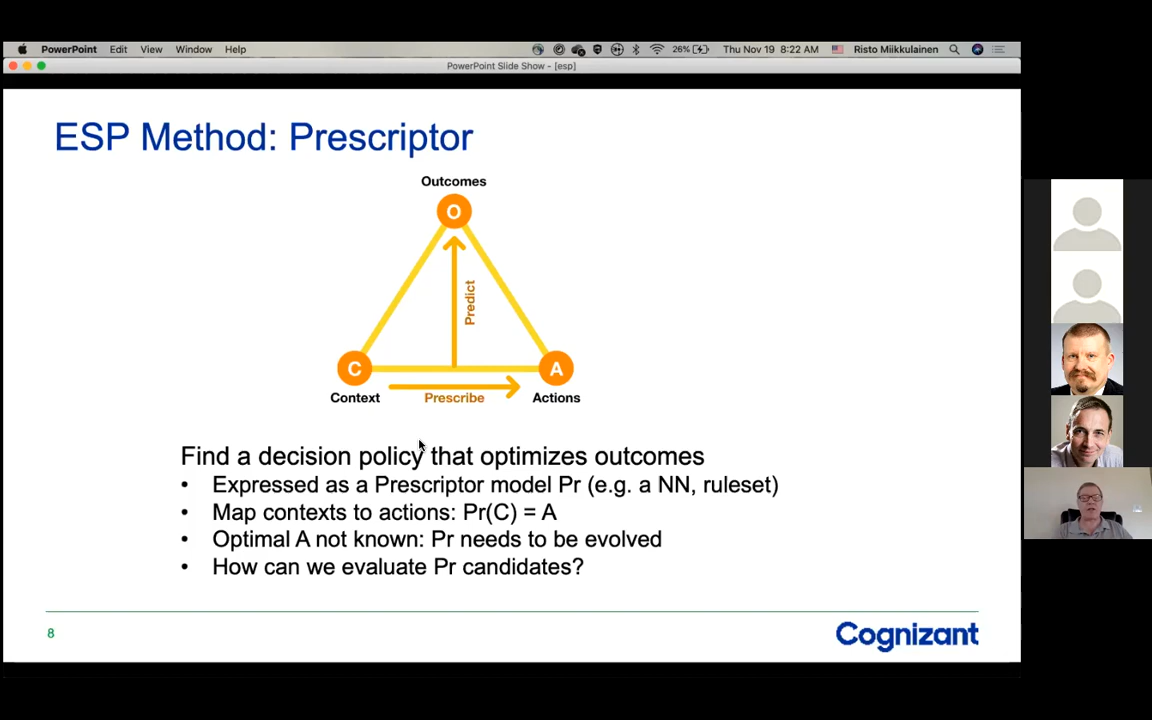 PowerPoint Edit View Window Help 26% Thu Nov 19 8:22 AM Risto Miikkulainen
PowerPoint Slide Show - [esp]
ESP Method: Prescriptor
Outcomes
O
Predict
C
A
Context
Prescribe
Actions
Find a decision policy that optimizes outcomes
• Expressed as a Prescriptor model Pr (e.g. a NN, ruleset)
• Map contexts to actions: Pr(C) = A
• Optimal A not known: Pr needs to be evolved
• How can we evaluate Pr candidates?
8
Cognizant